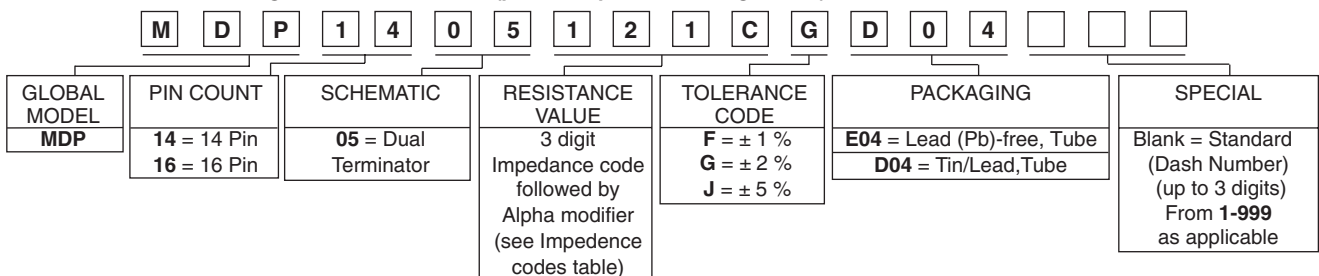 M D P 1 4 0 5 1 2 1 C G D 0 4
GLOBAL MODEL
MDP
PIN COUNT
14 = 14 Pin
16 = 16 Pin
SCHEMATIC
05 = Dual
Terminator
RESISTANCE
VALUE
3 digit
Impedance code
followed by
Alpha modifier
(see Impedence
codes table)
TOLERANCE
CODE
F = ± 1 %
G = ± 2 %
J = ± 5 %
PACKAGING
E04 = Lead (Pb)-free, Tube
D04 = Tin/Lead,Tube
SPECIAL
Blank = Standard
(Dash Number)
(up to 3 digits)
From 1-999
as applicable